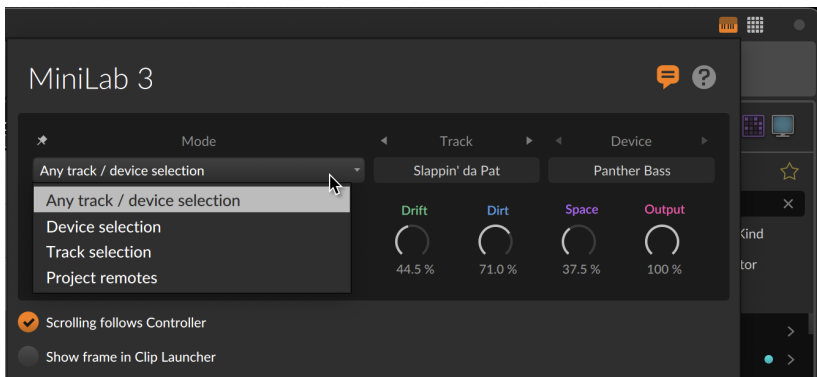 MiniLab 3
Mode Track Device
Any track / device selection Slappin' da Pat Panther Bass
Any track / device selection
Device selection
Track selection
Project remotes
Drift Dirt Space Output
44.5 % 71.0 % 37.5 % 100 %
Scrolling follows Controller
Show frame in Clip Launcher